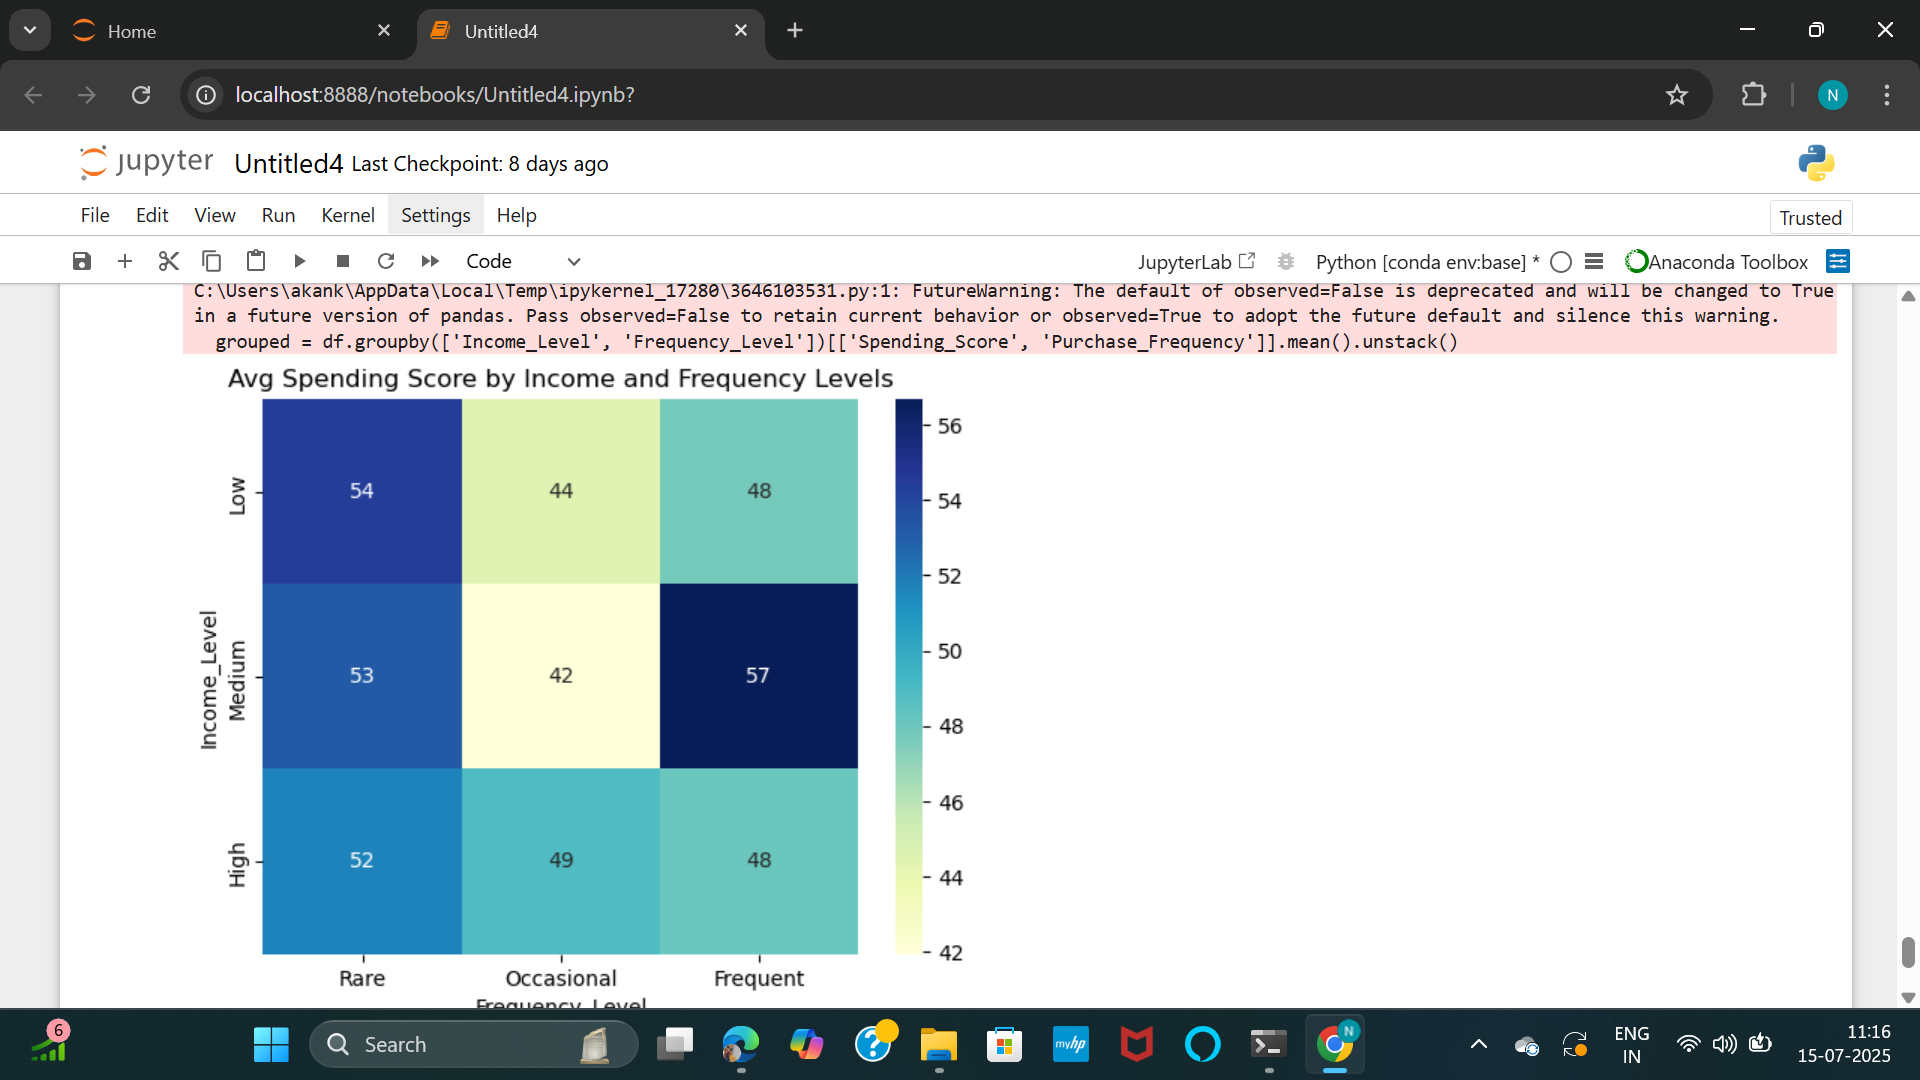 Home
Untitled4
localhost:8888/notebooks/Untitled4.ipynb?
N
jupyter Untitled4 Last Checkpoint: 8 days ago
File Edit View Run Kernel Settings Help
Trusted
Code
JupyterLab
Python [conda env:base] *
Anaconda Toolbox
C:\Users\akank\AppData\Local\Temp\ipykernel_17280\3646103531.py:1: FutureWarning: The default of observed=False is deprecated and will be changed to True
in a future version of pandas. Pass observed=False to retain current behavior or observed=True to adopt the future default and silence this warning.
grouped = df.groupby(['Income_Level', 'Frequency_Level'])[['Spending_Score', 'Purchase_Frequency']].mean().unstack()
Avg Spending Score by Income and Frequency Levels
Income_Level
Low
54 44 48
Medium
53 42 57
High
52 49 48
Rare Occasional Frequent
Frequency_Level
56
54
52
50
48
46
44
42
6
Search
myhp
N
ENG
IN
11:16
15-07-2025